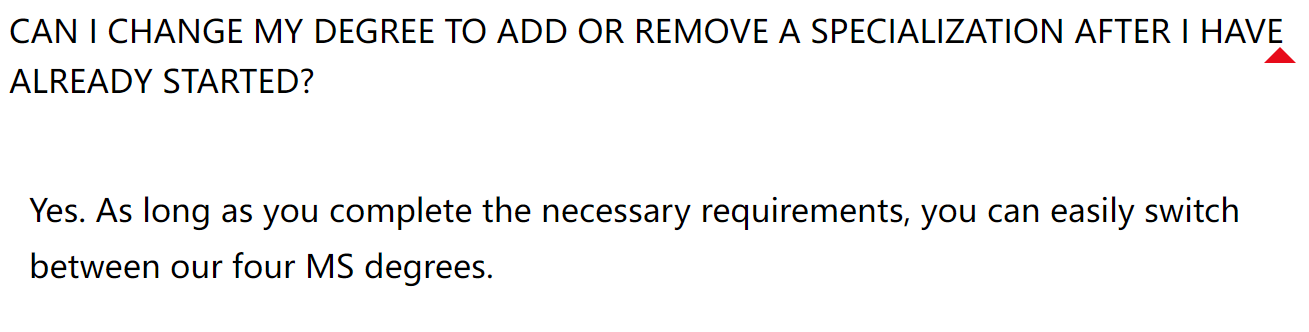 CAN I CHANGE MY DEGREE TO ADD OR REMOVE A SPECIALIZATION AFTER I HAVE
ALREADY STARTED?
Yes. As long as you complete the necessary requirements, you can easily switch
between our four MS degrees.